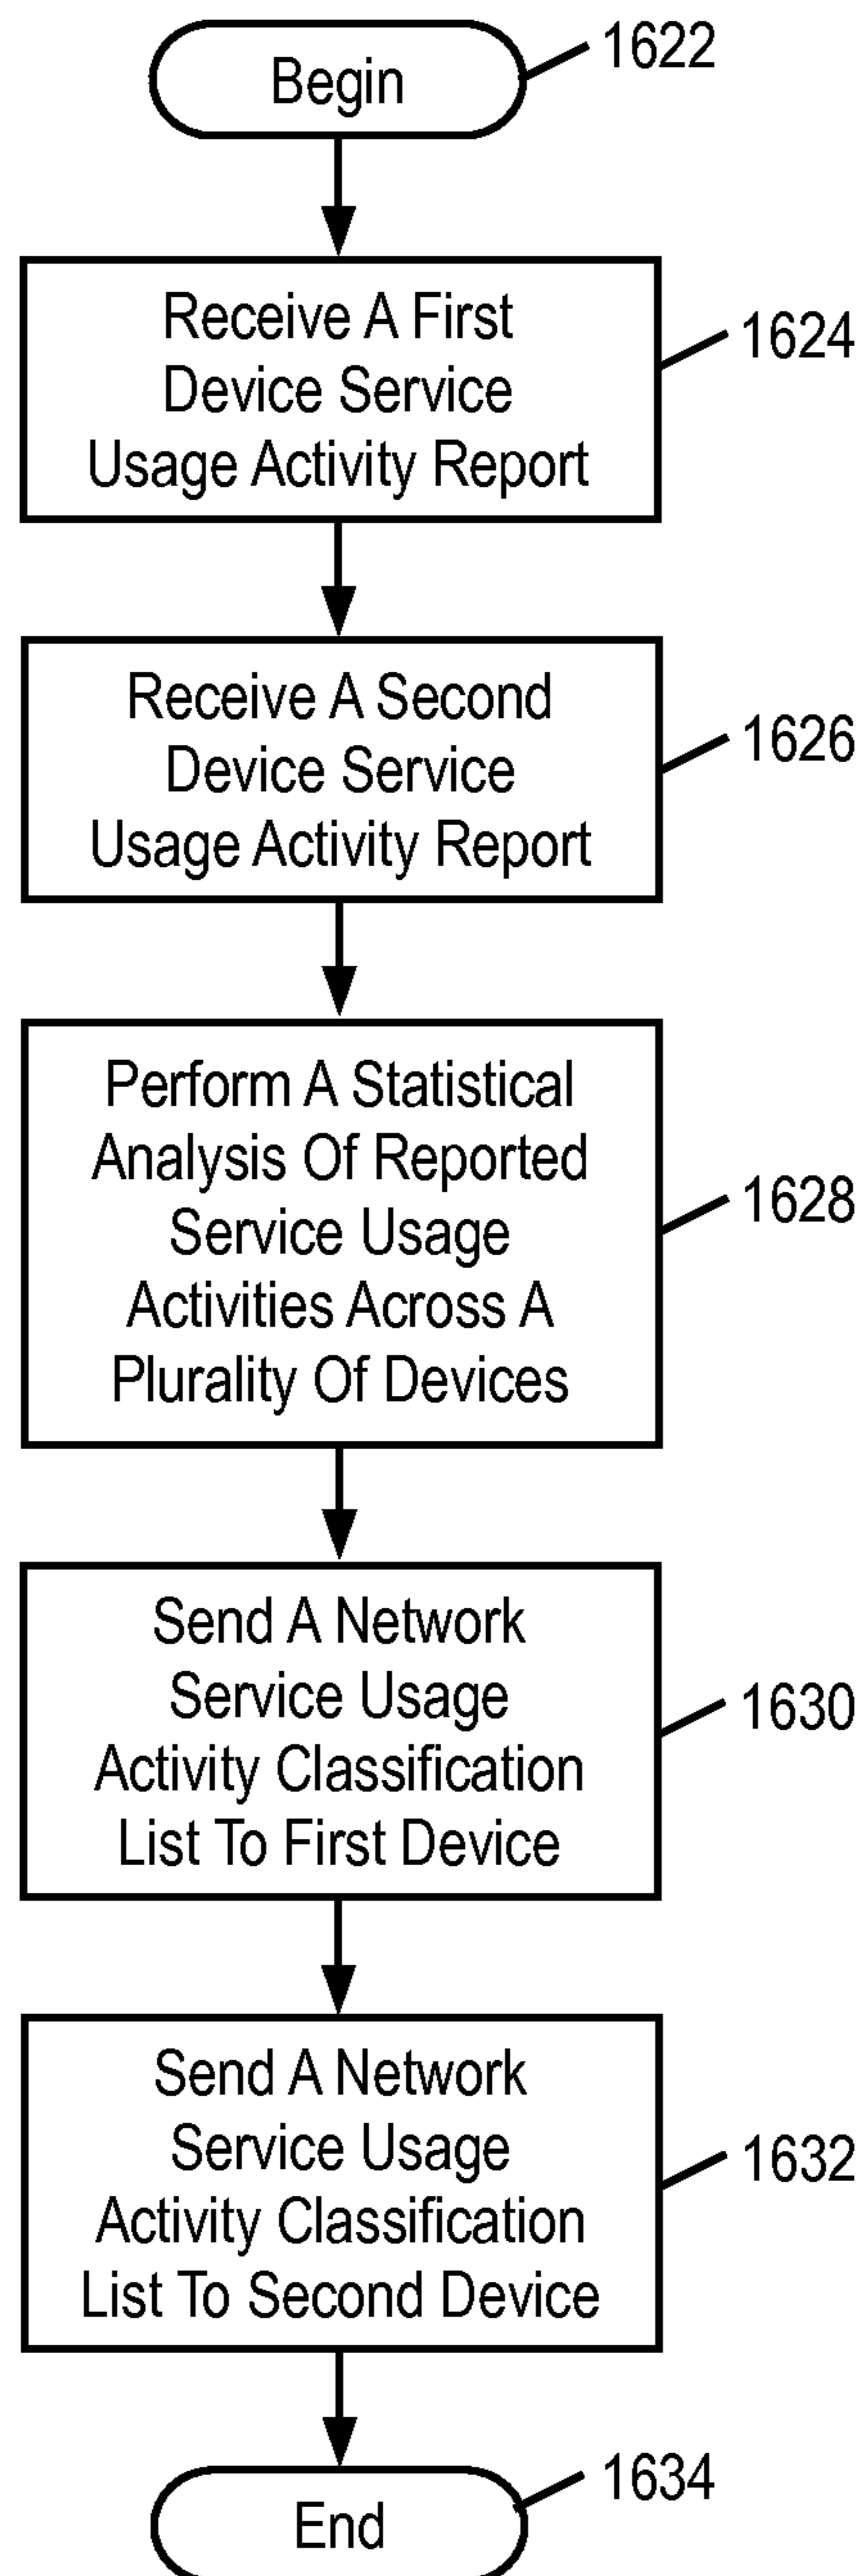 Begin
1622
Receive A First
Device Service
Usage Activity Report
1624
Receive A Second
Device Service
Usage Activity Report
1626
Perform A Statistical
Analysis Of Reported
Service Usage
Activities Across A
Plurality Of Devices
1628
Send A Network
Service Usage
Activity Classification
List To First Device
1630
Send A Network
Service Usage
Activity Classification
List To Second Device
1632
End
1634